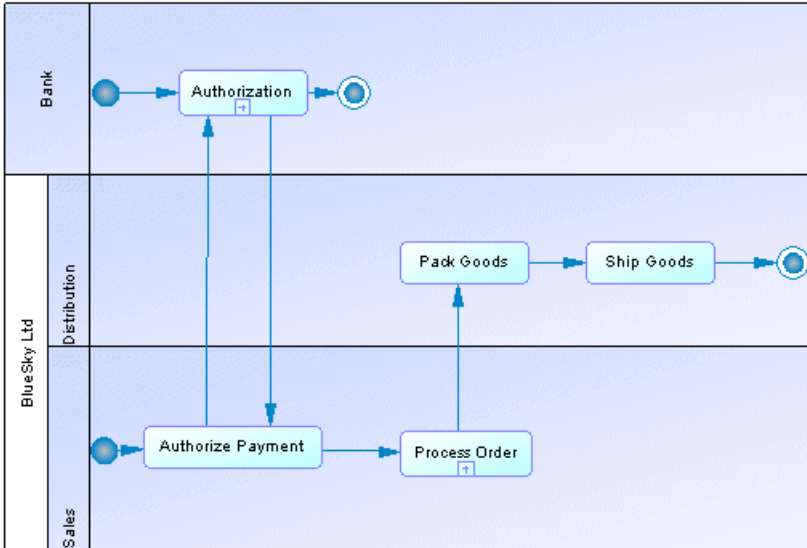 Bank
Authorization
BlueSky Ltd
Distribution
Pack Goods
Ship Goods
Sales
Authorize Payment
Process Order